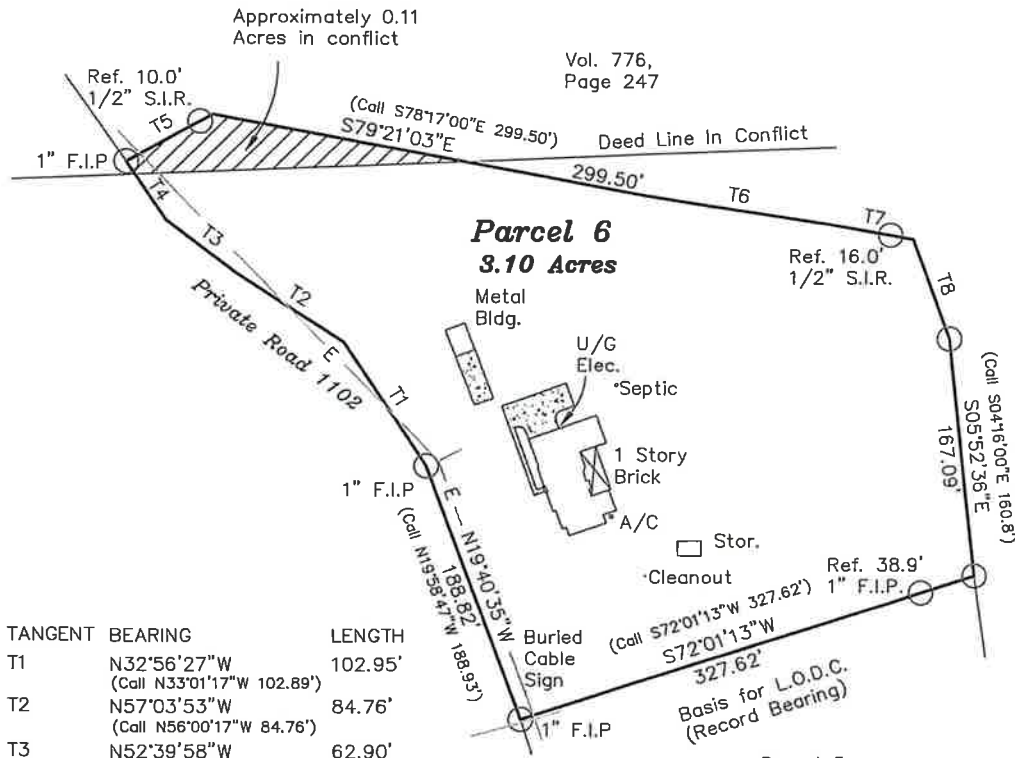 Approximately 0.11
Acres in conflict
Vol. 776,
Page 247
Ref. 10.0'
1/2" S.I.R.
T5
(Call S78°17'00"E 299.50')
S79°21'03"E
299.50'
Deed Line In Conflict
1" F.I.P
T4
T6
T7
T3
Parcel 6
3.10 Acres
Ref. 16.0'
1/2" S.I.R.
T8
Private Road 1102
T2
E
Metal
Bldg.
U/G
Elec.
Septic
T1
(Call S04°16'00"E 160.8')
S05°52'36"E
167.09'
1 Story
Brick
1" F.I.P
E
N19°40'35"W
188.82'
(Call N19°58'47"W 188.93')
A/C
Stor.
Cleanout
Ref. 38.9'
1" F.I.P.
(Call S72°01'13"W 327.62')
S72°01'13"W
327.62'
Buried
Cable
Sign
Basis for L.O.D.C.
(Record Bearing)
1" F.I.P
TANGENT BEARING LENGTH
T1 N32°56'27"W 102.95'
(Call N33°01'17"W 102.89')
T2 N57°03'53"W 84.76'
(Call N56°00'17"W 84.76')
T3 N52°39'58"W 62.90'